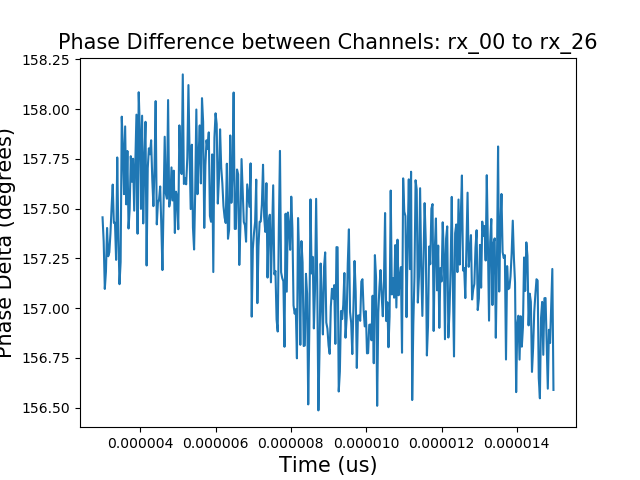 Phase Difference between Channels: rx_00 to rx_26
158.25
158.00
157.75
157.50
157.25
157.00
156.75
156.50
Phase Delta (degrees)
0.000004 0.000006 0.000008 0.000010 0.000012 0.000014
Time (us)